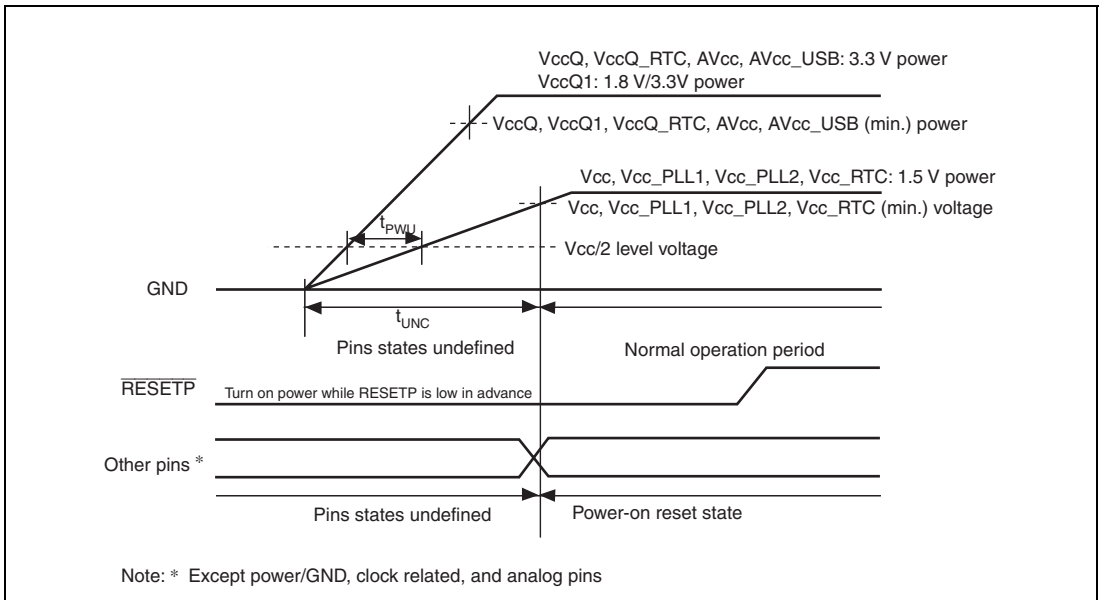 VccQ, VccQ_RTC, AVcc, AVcc_USB: 3.3 V power
VccQ1: 1.8 V/3.3V power
VccQ, VccQ1, VccQ_RTC, AVcc, AVcc_USB (min.) power
Vcc, Vcc_PLL1, Vcc_PLL2, Vcc_RTC: 1.5 V power
Vcc, Vcc_PLL1, Vcc_PLL2, Vcc_RTC (min.) voltage
tPWU
Vcc/2 level voltage
GND
tUNC
Pins states undefined
Normal operation period
RESETP
Turn on power while RESETP is low in advance
Other pins *
Pins states undefined
Power-on reset state
Note: * Except power/GND, clock related, and analog pins